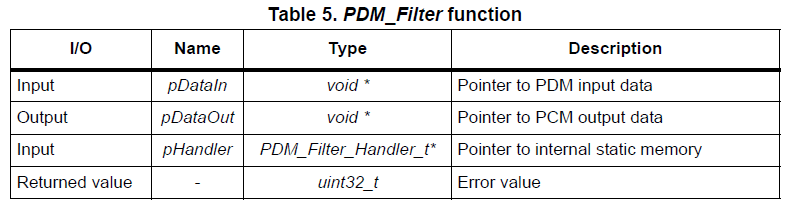 Table 5. PDM_Filter function
I/O Name Type Description
Input pDataIn void * Pointer to PDM input data
Output pDataOut void * Pointer to PCM output data
Input pHandler PDM_Filter_Handler_t* Pointer to internal static memory
Returned value - uint32_t Error value